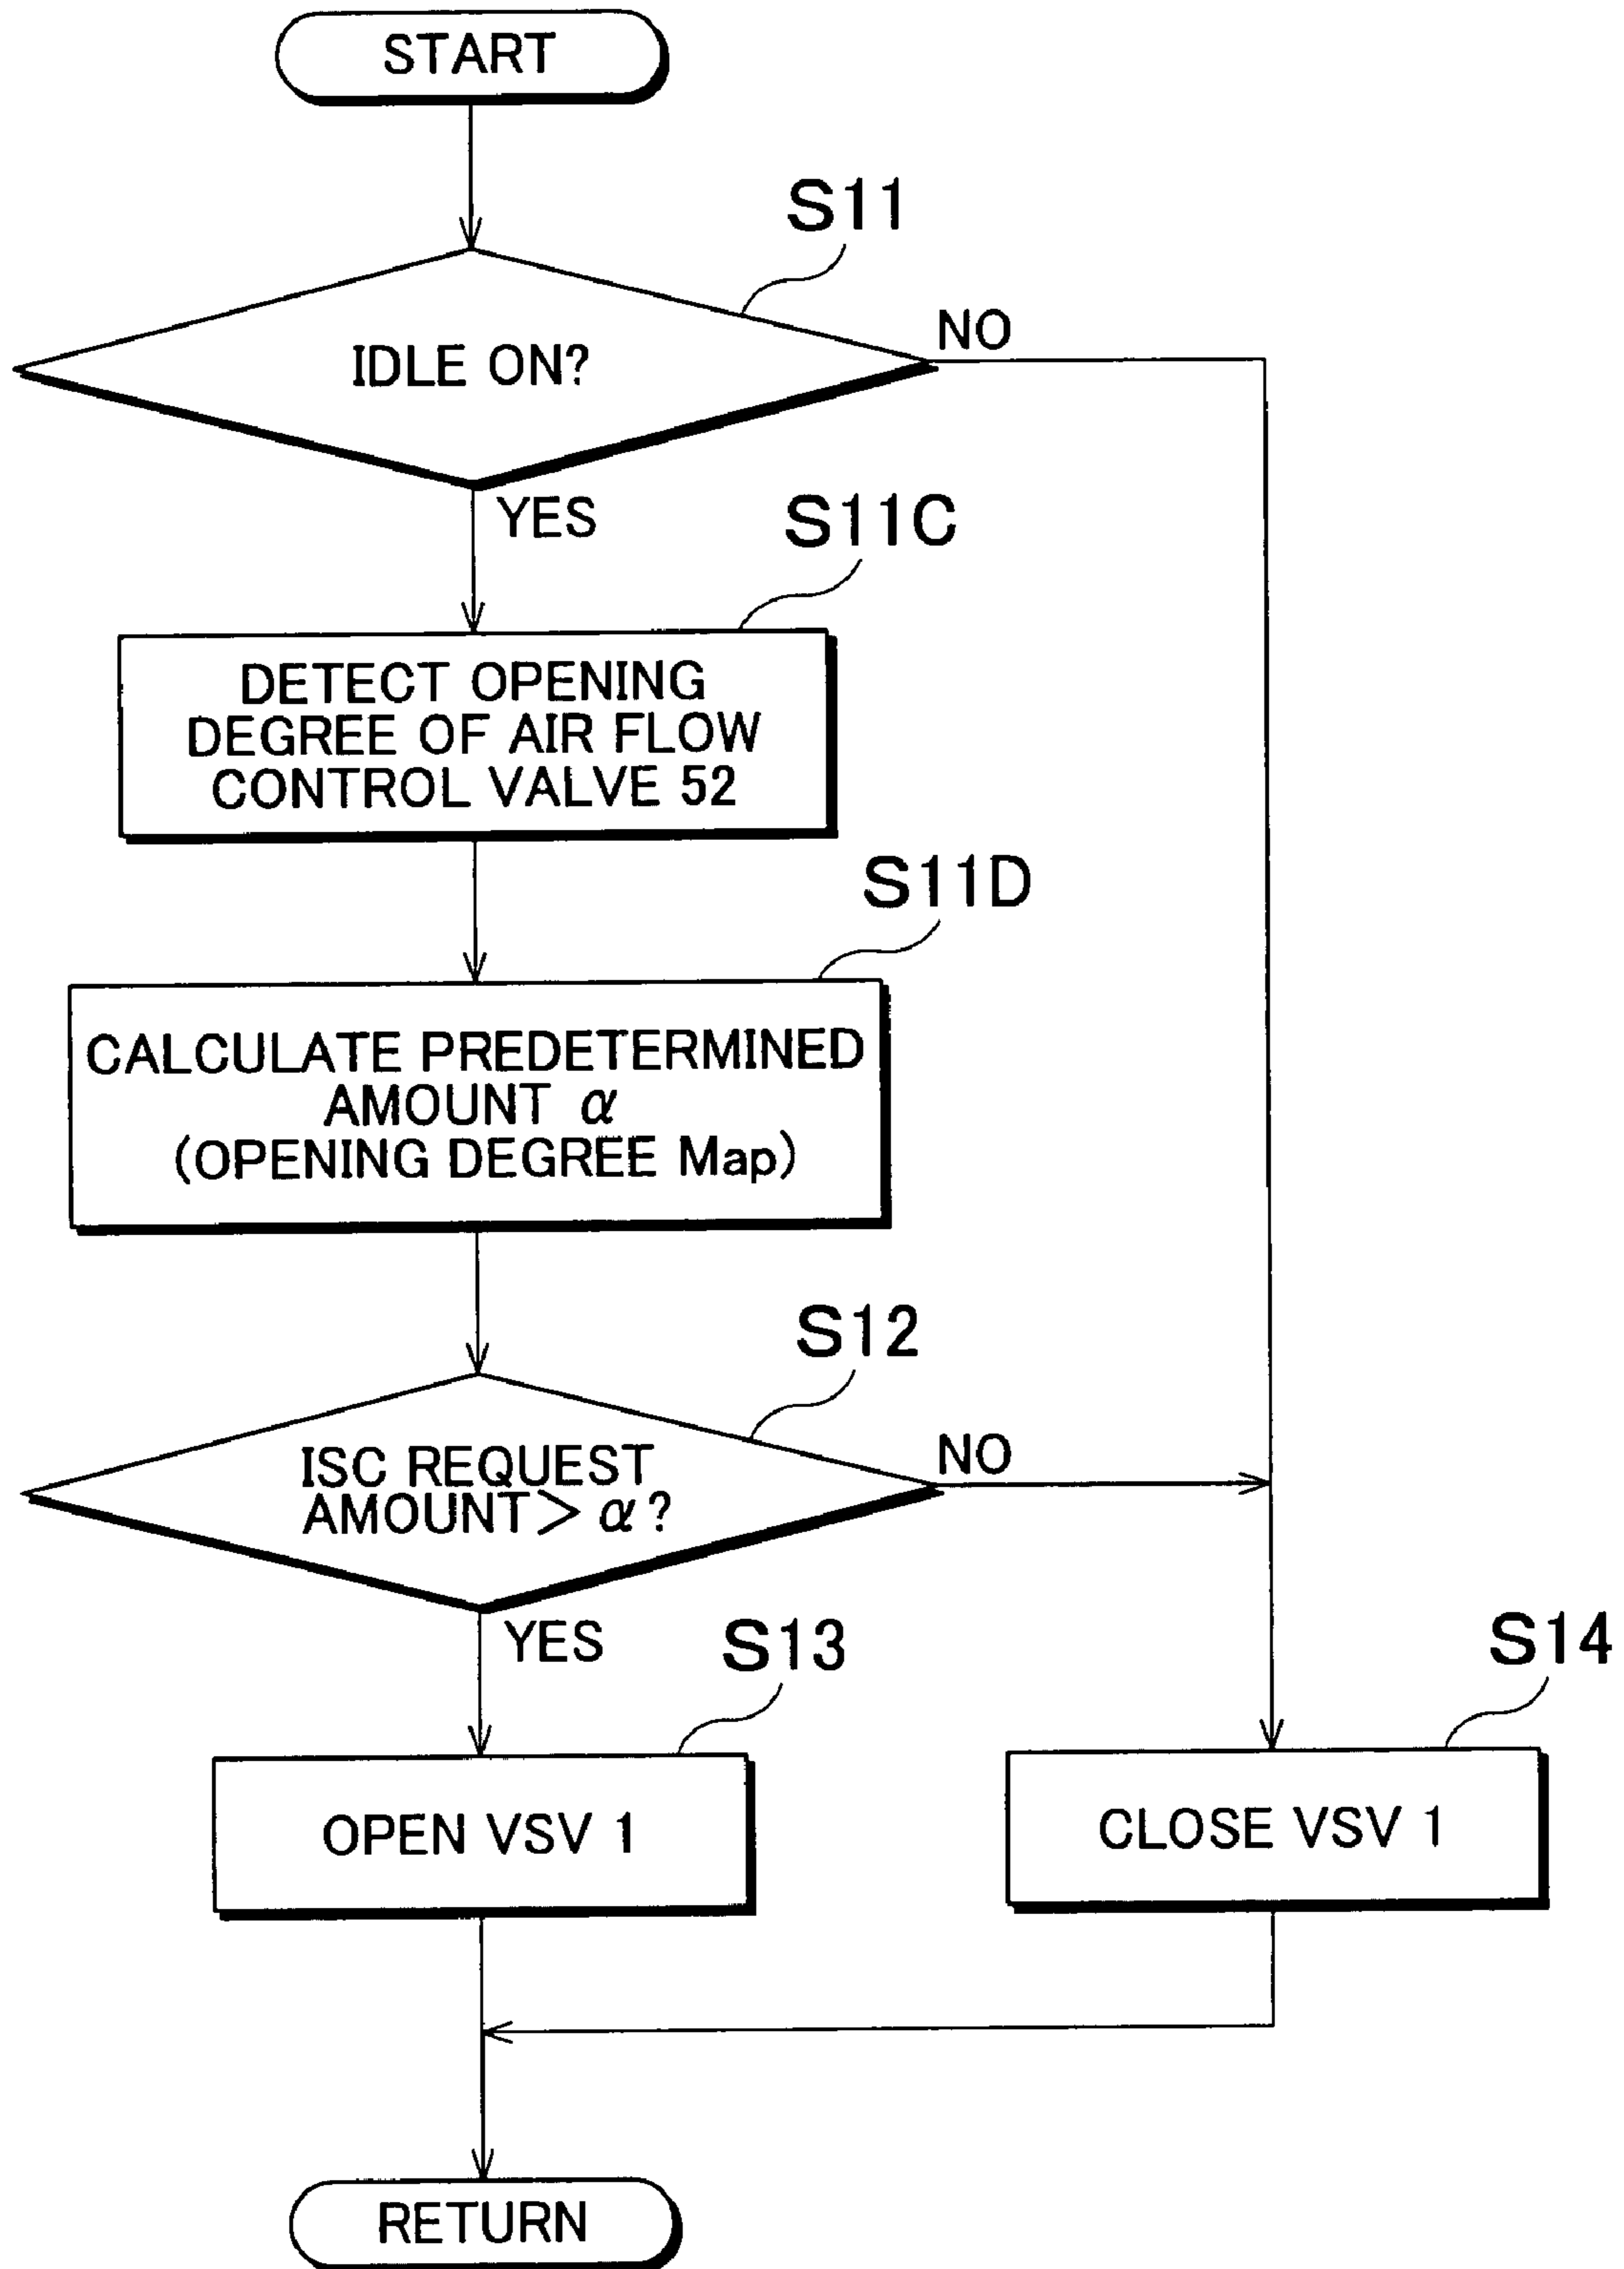 START
S11
IDLE ON?
NO
YES
S11C
DETECT OPENING
DEGREE OF AIR FLOW
CONTROL VALVE 52
S11D
CALCULATE PREDETERMINED
AMOUNT α
(OPENING DEGREE Map)
S12
ISC REQUEST
AMOUNT> α?
NO
YES
S13
S14
OPEN VSV 1
CLOSE VSV 1
RETURN